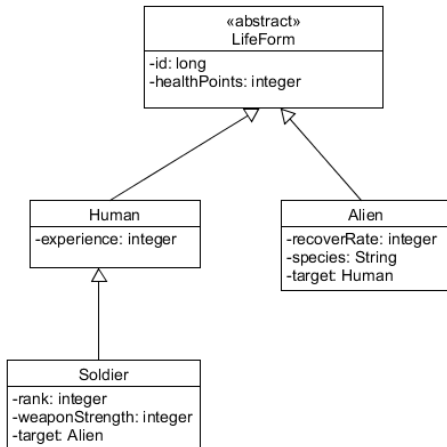 «abstract»
LifeForm
-id: long
-healthPoints: integer
Human
-experience: integer
Alien
-recoverRate: integer
-species: String
-target: Human
Soldier
-rank: integer
-weaponStrength: integer
-target: Alien